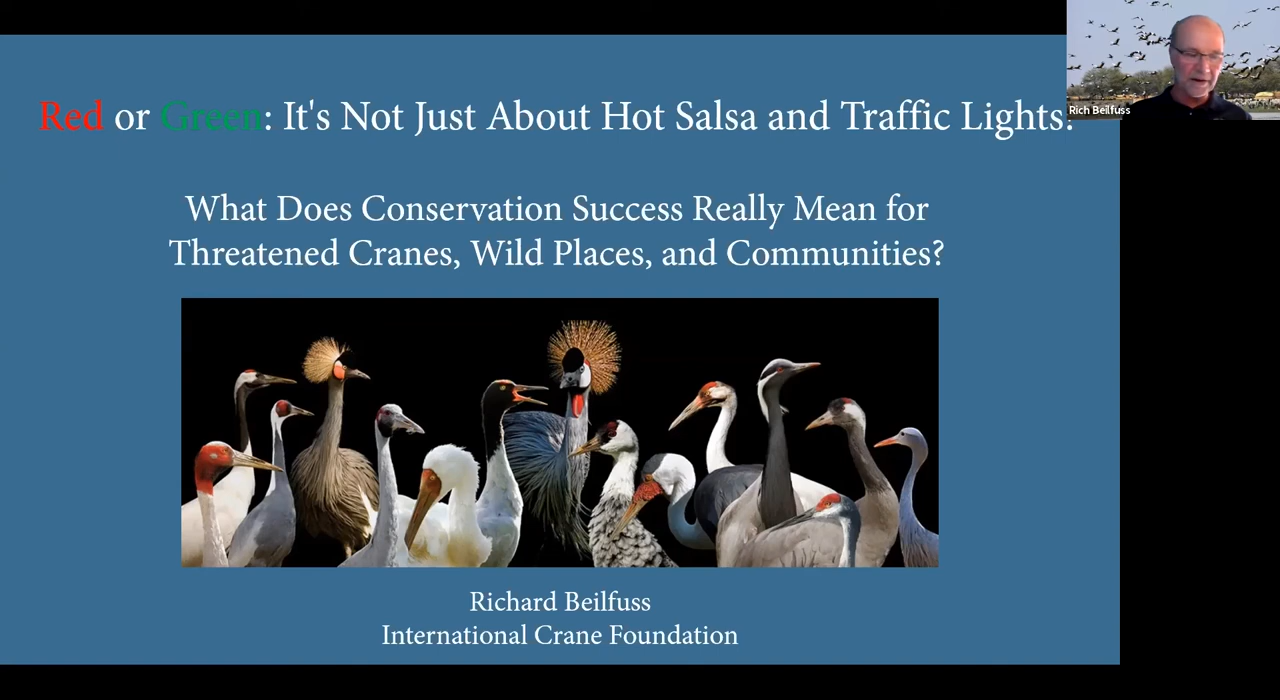 Red or Green: It's Not Just About Hot Salsa and Traffic Lights:
What Does Conservation Success Really Mean for
Threatened Cranes, Wild Places, and Communities?
Richard Beilfuss
International Crane Foundation
Rich Beilfuss